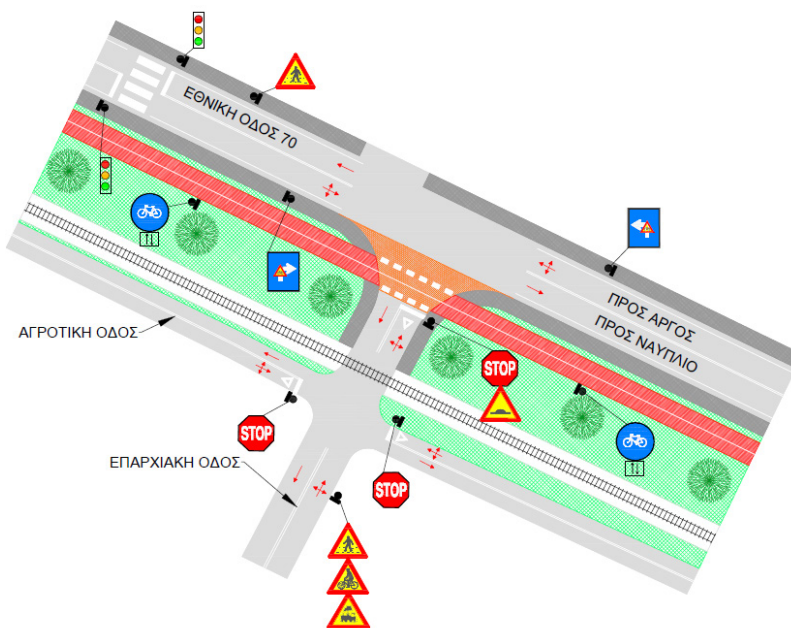 ΕΘΝΙΚΗ ΟΔΟΣ 70
ΠΡΟΣ ΑΡΓΟΣ
ΠΡΟΣ ΝΑΥΠΛΙΟ
ΑΓΡΟΤΙΚΗ ΟΔΟΣ
STOP
STOP
ΕΠΑΡΧΙΑΚΗ ΟΔΟΣ
STOP